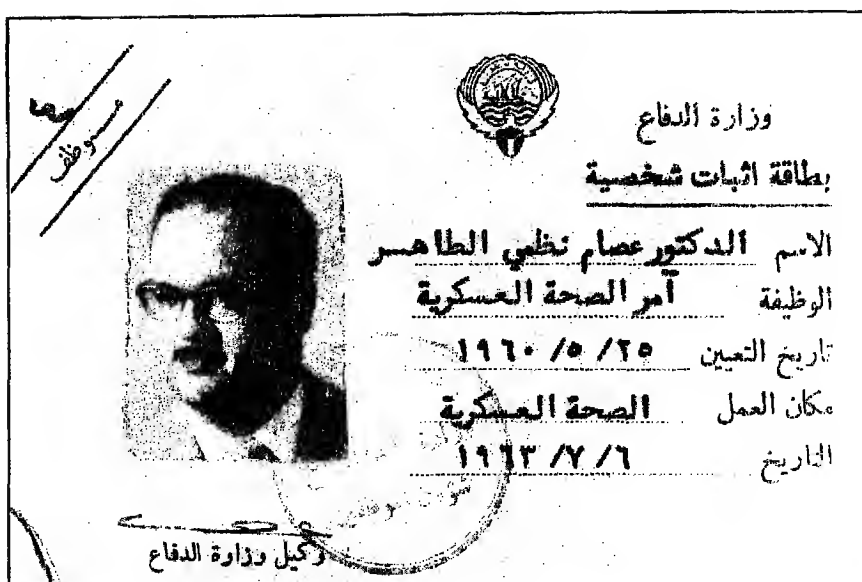 وزارة الدفاع
بطاقة اثبات شخصية
موظف
الاسم الدكتور عصام نظمي الطاهر
الوظيفة آمر الصحة العسكرية
تاريخ التعيين ٢٥/ ٥/ ١٩٦٠
مكان العمل الصحة العسكرية
التاريخ ٦/ ٧/ ١٩٦٣
وكيل وزارة الدفاع